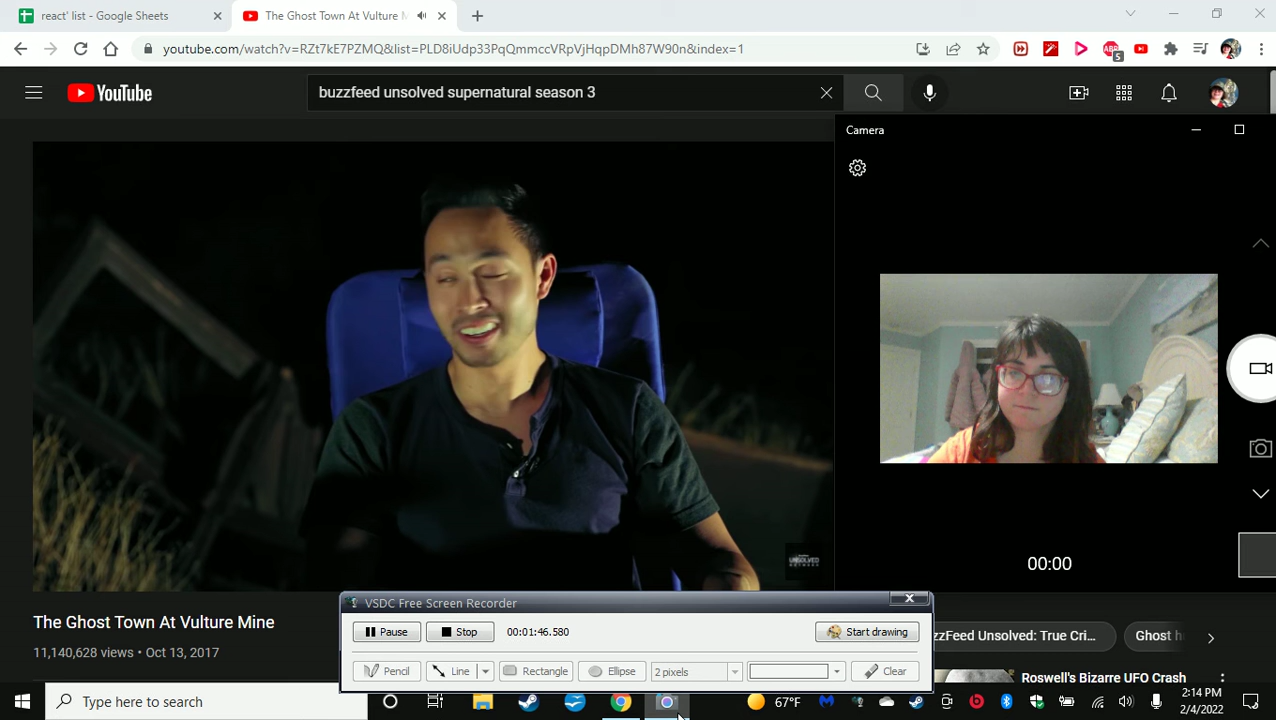 react' list - Google Sheets
The Ghost Town At Vulture M
youtube.com/watch?v=RZt7kE7PZMQ&list=PLD8iUdp33PqQmmccVRpVjHqpDMh87W90n&index=1
ABP
5
YouTube
buzzfeed unsolved supernatural season 3
Camera
UNSOLVED
NETWORK
00:00
VSDC Free Screen Recorder
Pause
Stop
00:01:46.580
Start drawing
Pencil
Line
Rectangle
Ellipse
2 pixels
Clear
The Ghost Town At Vulture Mine
11,140,628 views • Oct 13, 2017
zzFeed Unsolved: True Cri...
Ghost h
Roswell's Bizarre UFO Crash
Type here to search
67°F
2:14 PM
2/4/2022